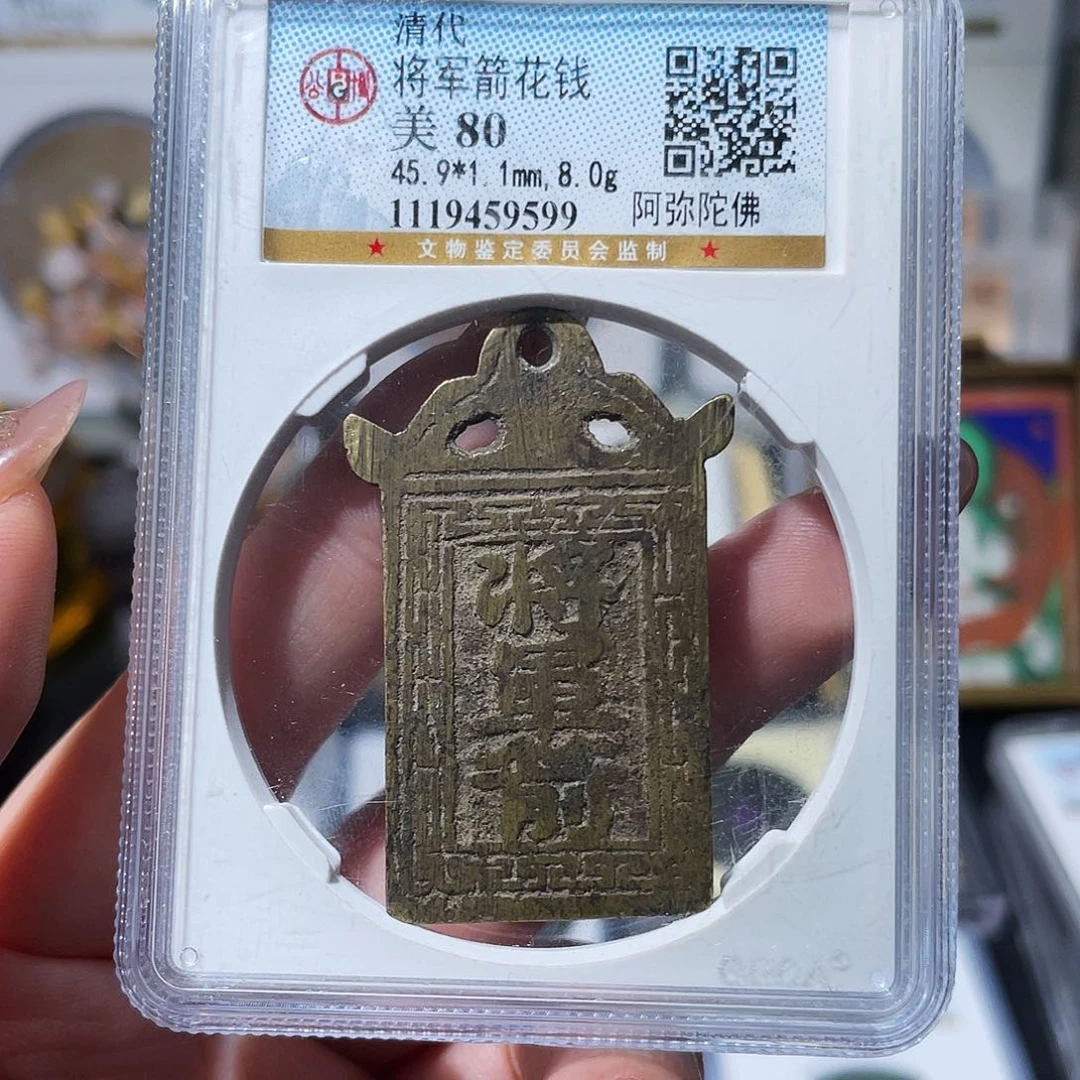 清代
将军箭花钱
美 80
45.9*1.1mm,8.0g
1119459599 阿弥陀佛
★ 文物鉴定委员会监制 ★
將軍箭